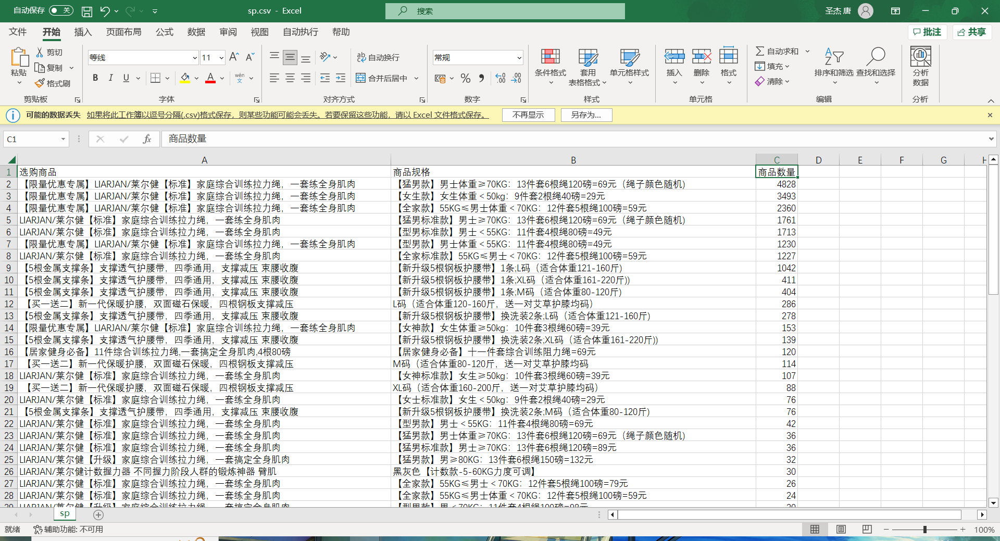 自动保存 关 sp.csv - Excel 搜索 圣杰 唐
文件 开始 插入 页面布局 公式 数据 审阅 视图 自动执行 帮助 批注 共享
粘贴 剪切 复制 格式刷 剪贴板
等线 11 B I U A wén 文 字体
自动换行 合并后居中 对齐方式
常规 % 数字
条件格式 套用 表格格式 单元格样式 样式
插入 删除 格式 单元格
自动求和 填充 清除 排序和筛选 查找和选择 编辑
分析 数据 分析
可能的数据丢失 如果将此工作簿以逗号分隔(.csv)格式保存，则某些功能可能会丢失。若要保留这些功能，请以 Excel 文件格式保存。 不再显示 另存为...
C1 fx 商品数量
A B C D E F G H
1 选购商品 商品规格 商品数量
2 【限量优惠专属】LIARJAN/莱尔健【标准】家庭综合训练拉力绳，一套练全身肌肉 【猛男款】男士体重≥70KG：13件套6根绳120磅=69元（绳子颜色随机) 4828
3 【限量优惠专属】LIARJAN/莱尔健【标准】家庭综合训练拉力绳，一套练全身肌肉 【女生款】女生体重＜50kg：9件套2根绳40磅=29元 3493
4 【限量优惠专属】LIARJAN/莱尔健【标准】家庭综合训练拉力绳，一套练全身肌肉 【全家款】55KG≤男士体重＜70KG：12件套5根绳100磅=59元 2360
5 LIARJAN/莱尔健【标准】家庭综合训练拉力绳，一套练全身肌肉 【猛男标准款】男士≥70KG：13件套6根绳120磅=69元（绳子颜色随机) 1761
6 LIARJAN/莱尔健【标准】家庭综合训练拉力绳，一套练全身肌肉 【型男标准款】男士＜55KG：11件套4根绳80磅=49元 1713
7 【限量优惠专属】LIARJAN/莱尔健【标准】家庭综合训练拉力绳，一套练全身肌肉 【型男款】男士体重＜55KG：11件套4根绳80磅=49元 1230
8 LIARJAN/莱尔健【标准】家庭综合训练拉力绳，一套练全身肌肉 【全家标准款】55KG≤男士＜70KG：12件套5根绳100磅=59元 1227
9 【5根金属支撑条】支撑透气护腰带，四季通用，支撑减压 束腰收腹 【新升级5根钢板护腰带】1条;L码（适合体重121-160斤) 1042
10 【5根金属支撑条】支撑透气护腰带，四季通用，支撑减压 束腰收腹 【新升级5根钢板护腰带】1条;XL码（适合体重161-220斤)) 411
11 【5根金属支撑条】支撑透气护腰带，四季通用，支撑减压 束腰收腹 【新升级5根钢板护腰带】1条;M码（适合体重80-120斤) 404
12 【买一送二】新一代保暖护腰，双面磁石保暖，四根钢板支撑减压 L码（适合体重120-160斤，送一对艾草护膝均码） 286
13 【5根金属支撑条】支撑透气护腰带，四季通用，支撑减压 束腰收腹 【新升级5根钢板护腰带】换洗装2条;L码（适合体重121-160斤) 278
14 【限量优惠专属】LIARJAN/莱尔健【标准】家庭综合训练拉力绳，一套练全身肌肉 【女神款】女生体重≥50kg：10件套3根绳60磅=39元 153
15 【5根金属支撑条】支撑透气护腰带，四季通用，支撑减压 束腰收腹 【新升级5根钢板护腰带】换洗装2条;XL码（适合体重161-220斤)) 139
16 【居家健身必备】11件综合训练拉力绳,一套搞定全身肌肉,4根80磅 【居家健身必备】十一件套综合训练阻力绳=69元 120
17 【买一送二】新一代保暖护腰，双面磁石保暖，四根钢板支撑减压 M码（适合体重80-120斤，送一对艾草护膝均码 114
18 LIARJAN/莱尔健【标准】家庭综合训练拉力绳，一套练全身肌肉 【女神标准款】女生≥50kg：10件套3根绳60磅=39元 107
19 【买一送二】新一代保暖护腰，双面磁石保暖，四根钢板支撑减压 XL码（适合体重160-200斤，送一对艾草护膝均码） 88
20 LIARJAN/莱尔健【标准】家庭综合训练拉力绳，一套练全身肌肉 【女士标准款】女生＜50kg：9件套2根绳40磅=29元 76
21 【5根金属支撑条】支撑透气护腰带，四季通用，支撑减压 束腰收腹 【新升级5根钢板护腰带】换洗装2条;M码（适合体重80-120斤) 76
22 LIARJAN/莱尔健【标准】家庭综合训练拉力绳，一套练全身肌肉 【型男款】男士＜55KG：11件套4根绳80磅=69元 42
23 LIARJAN/莱尔健【标准】家庭综合训练拉力绳，一套练全身肌肉 【猛男款】男士体重≥70KG：13件套6根绳120磅=69元（绳子颜色随机) 36
24 LIARJAN/莱尔健【标准】家庭综合训练拉力绳，一套练全身肌肉 【猛男标准款】男士≥70KG：13件套6根绳120磅=89元 36
25 LIARJAN/莱尔健【升级】家庭综合训练拉力绳，一套搞定全身肌肉 【猛男款】男≥80KG：13件套6根绳150磅=132元 32
26 LIARJAN/莱尔健计数握力器 不同握力阶段人群的锻炼神器 臂肌 黑灰色【计数款-5-60KG力度可调】 30
27 LIARJAN/莱尔健【标准】家庭综合训练拉力绳，一套练全身肌肉 【全家款】55KG≤男士＜70KG：12件套5根绳100磅=79元 26
28 LIARJAN/莱尔健【标准】家庭综合训练拉力绳，一套练全身肌肉 【全家款】55KG≤男士体重＜70KG：12件套5根绳100磅=59元 24
29 LIARJAN/莱尔健【升级】家庭综合训练拉力绳，一套搞定全身肌肉 【型男款】男＜70KG：11件套4根绳100磅=98元 20
sp
就绪 辅助功能: 不可用 100%